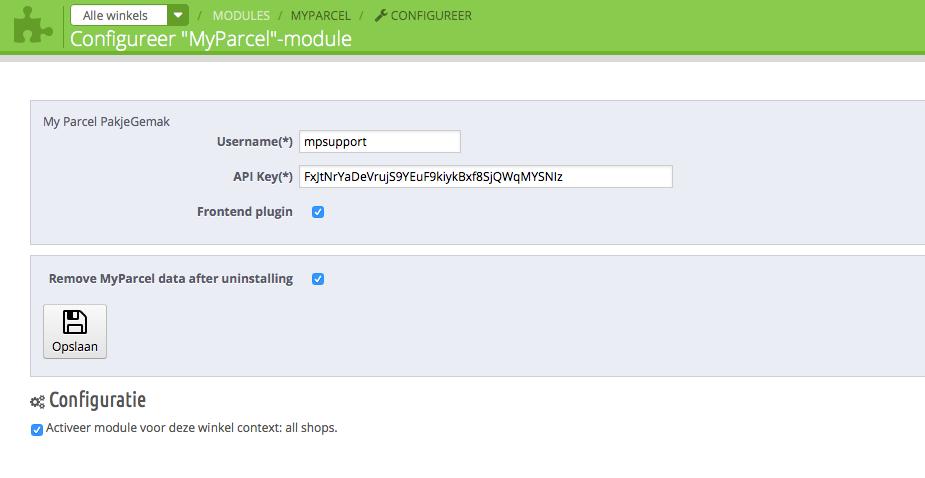 Alle winkels / MODULES / MYPARCEL / CONFIGUREER
Configureer "MyParcel"-module
My Parcel PakjeGemak
Username(*) mpsupport
API Key(*) FxJtNrYaDeVrujS9YEuF9kiykBxf8SjQWqMYSNIz
Frontend plugin
Remove MyParcel data after uninstalling
Opslaan
Configuratie
Activeer module voor deze winkel context: all shops.